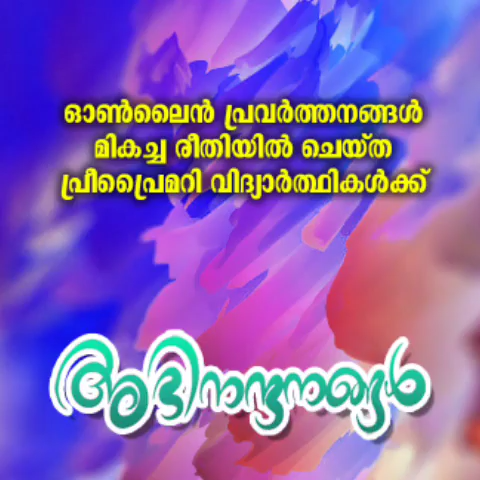 ഓൺലൈൻ പ്രവർത്തനങ്ങൾ
മികച്ച രീതിയിൽ ചെയ്ത
പ്രീപ്രൈമറി വിദ്യാർത്ഥികൾക്ക്
അഭിനന്ദനങ്ങൾ